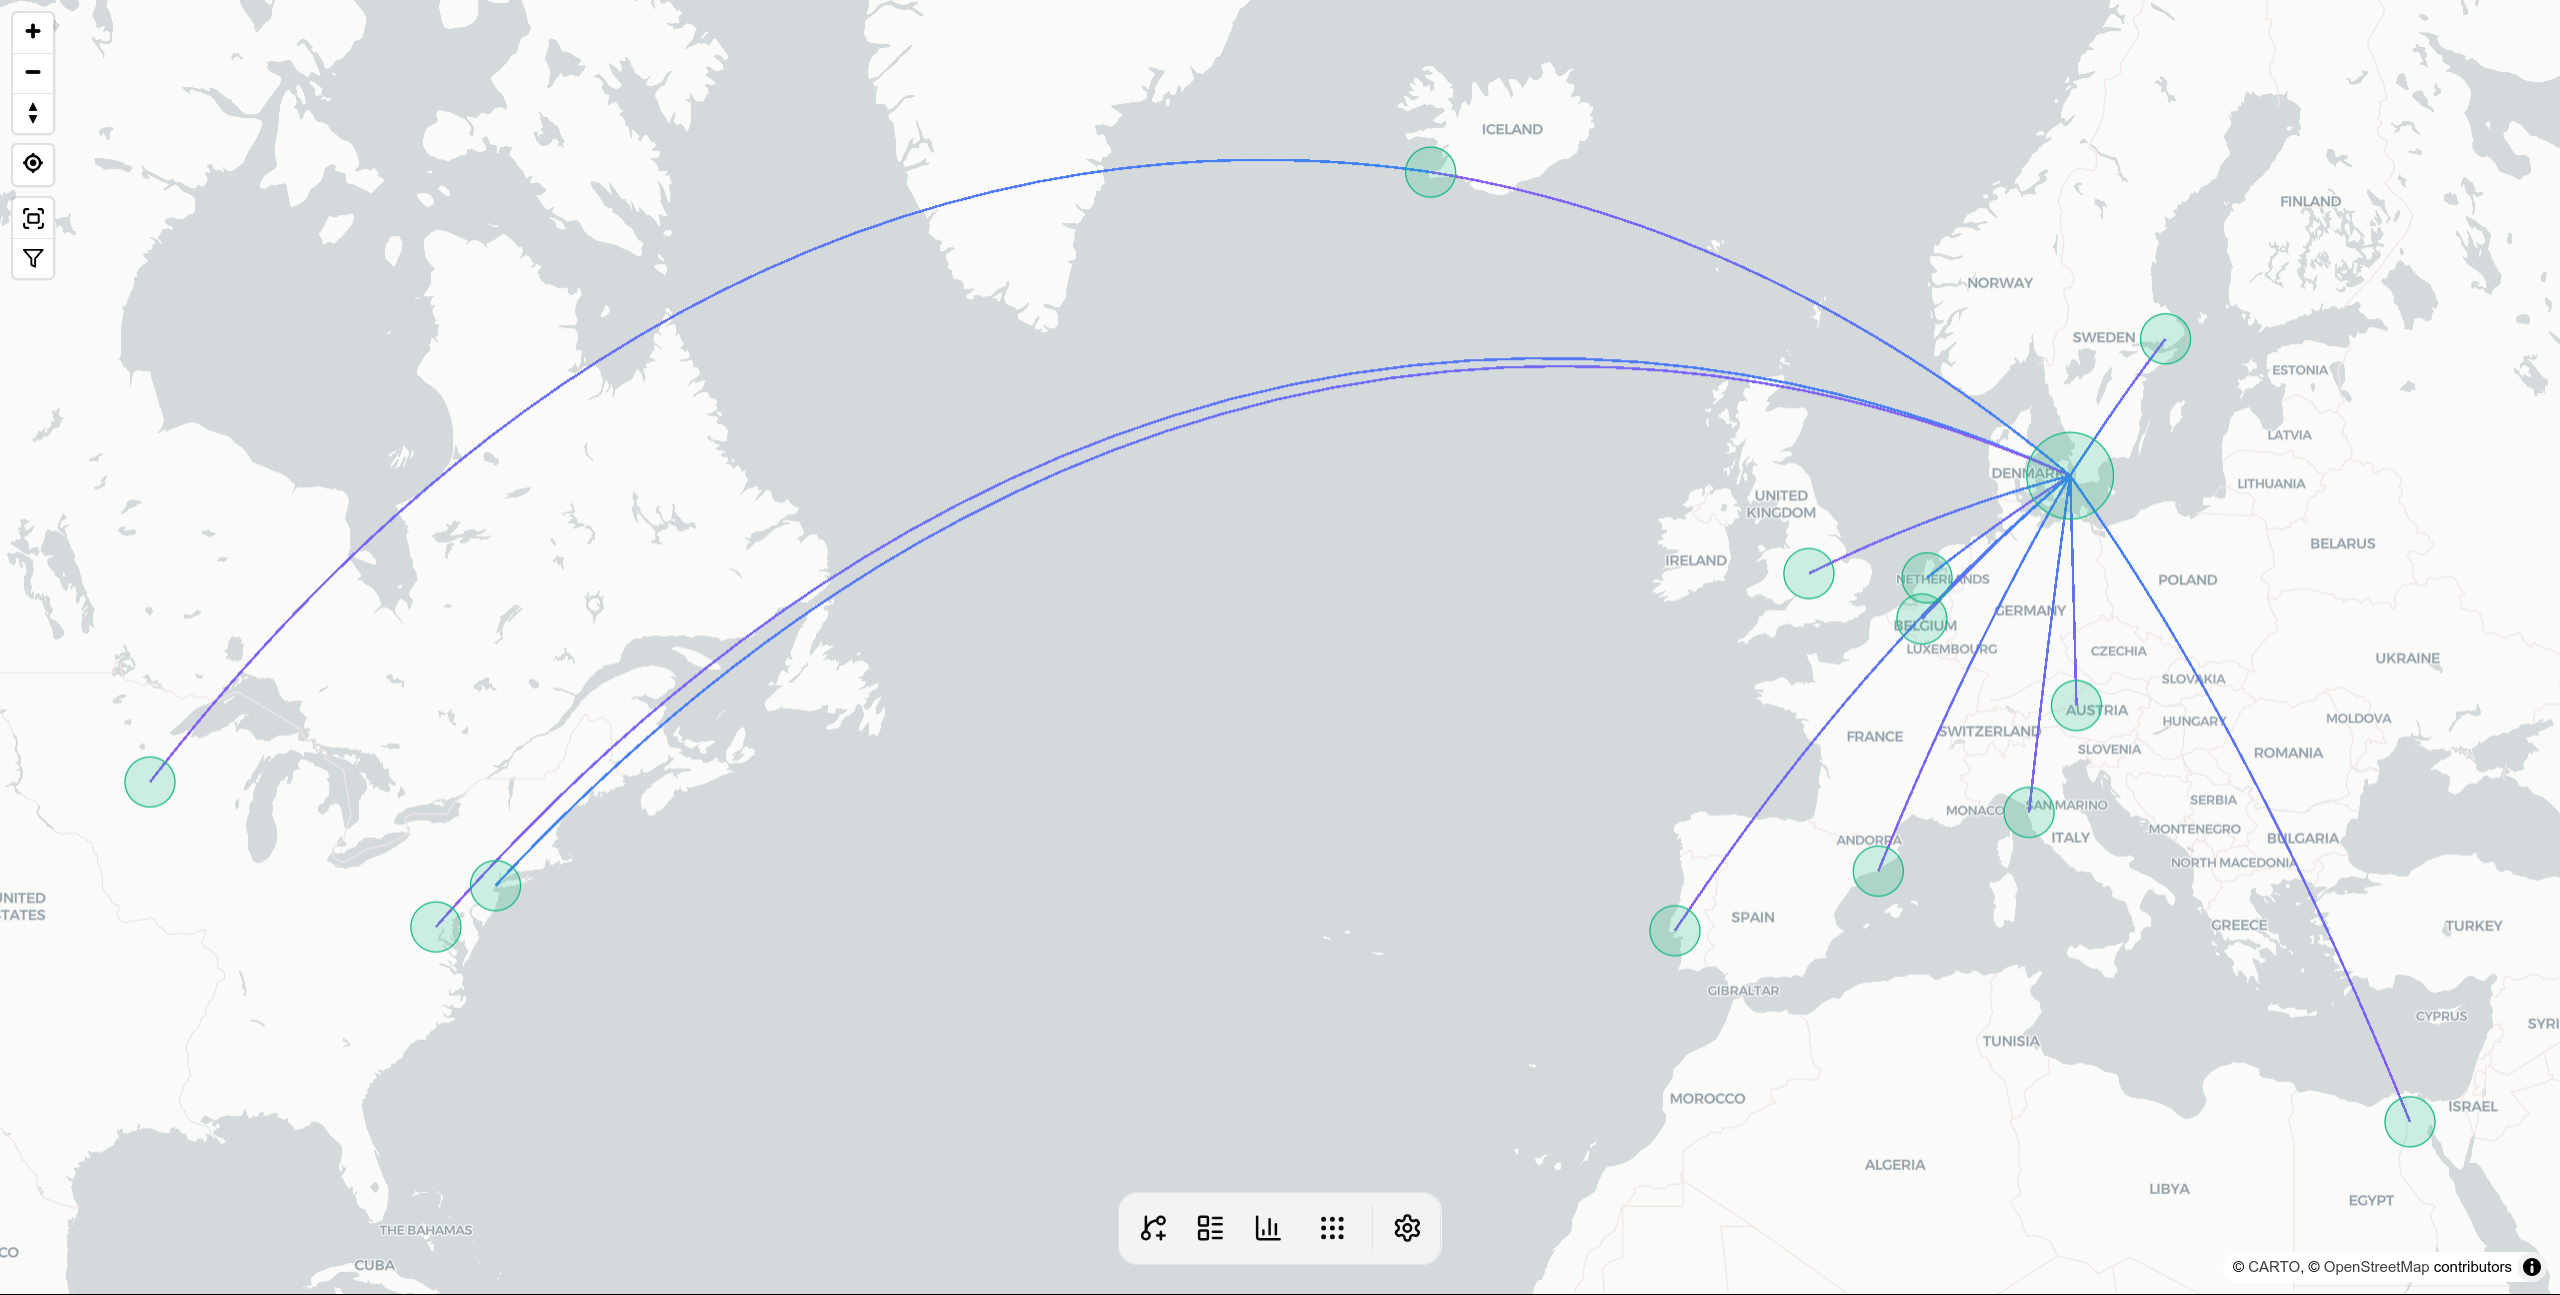 ICELAND
FINLAND
NORWAY
SWEDEN
ESTONIA
LATVIA
DENMARK
LITHUANIA
UNITED
KINGDOM
IRELAND
BELARUS
NETHERLANDS
POLAND
GERMANY
BELGIUM
LUXEMBOURG
CZECHIA
UKRAINE
SLOVAKIA
AUSTRIA
HUNGARY
MOLDOVA
FRANCE
SWITZERLAND
SLOVENIA
ROMANIA
SERBIA
MONACO
SAN MARINO
MONTENEGRO
ITALY
BULGARIA
ANDORRA
NORTH MACEDONIA
UNITED
STATES
SPAIN
GREECE
TURKEY
GIBRALTAR
CYPRUS
SYRI
TUNISIA
MOROCCO
ISRAEL
ALGERIA
LIBYA
EGYPT
THE BAHAMAS
CO
CUBA
© CARTO, © OpenStreetMap contributors